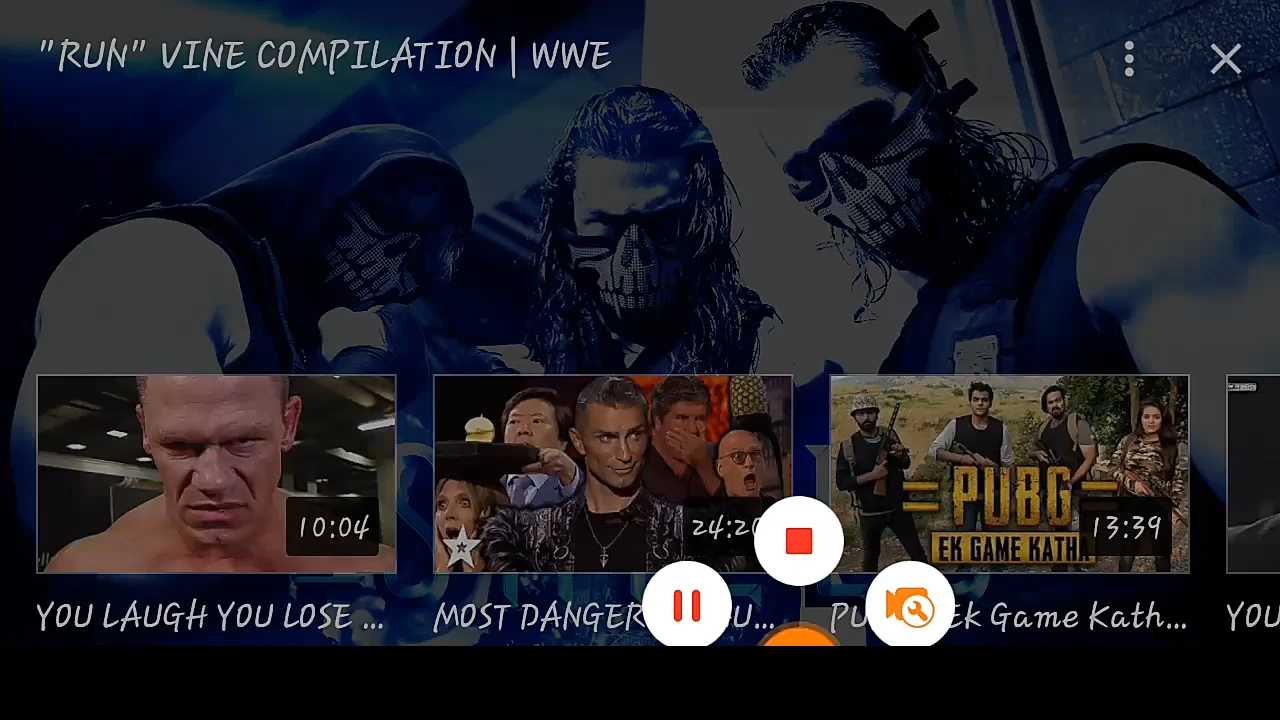 "RUN" VINE COMPILATION | WWE
10:04
24:20
PUBG
EK GAME KATHA
13:39
YOU LAUGH YOU LOSE ...
MOST DANGER
U...
PU
Ek Game Kath...
YOU